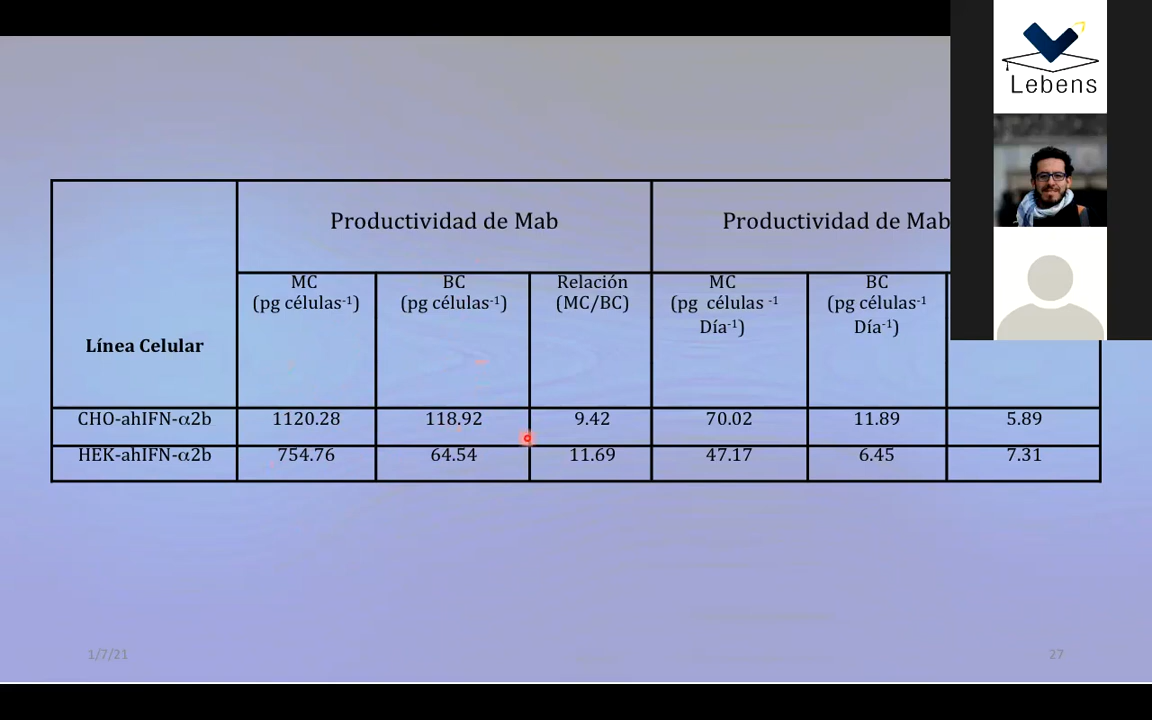 Lebens
Productividad de Mab
Productividad de Mab
MC
(pg células-1)
BC
(pg células-1)
Relación
(MC/BC)
MC
(pg células -1
Día-1)
BC
(pg células-1
Día-1)
Línea Celular
CHO-ahIFN-α2b 1120.28 118.92 9.42 70.02 11.89 5.89
HEK-ahIFN-α2b 754.76 64.54 11.69 47.17 6.45 7.31
1/7/21
27